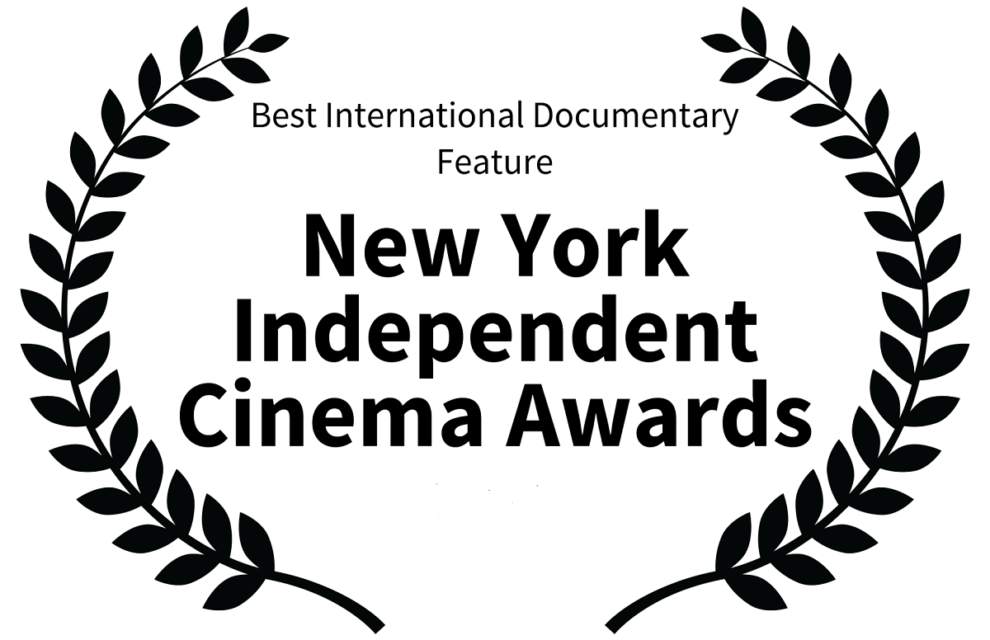 Best International Documentary
Feature
New York
Independent
Cinema Awards